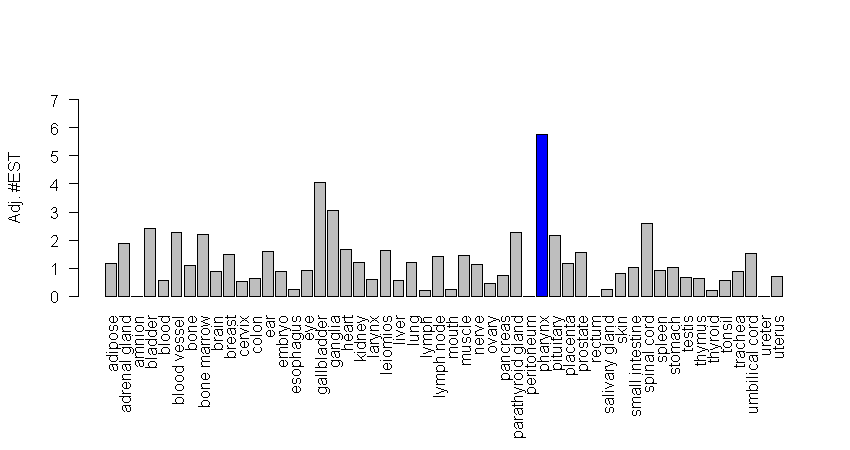 Adj. #EST
7
6
5
4
3
2
1
0
adipose
adrenal gland
amnion
bladder
blood
blood vessel
bone
bone marrow
brain
breast
cervix
colon
ear
embryo
esophagus
eye
gallbladder
ganglia
heart
kidney
larynx
leiomios
liver
lung
lymph
lymph node
mouth
muscle
nerve
ovary
pancreas
parathyroid gland
peritoneum
pharynx
pituitary
placenta
prostate
rectum
salivary gland
skin
small intestine
spinal cord
spleen
stomach
testis
thymus
thyroid
tonsil
trachea
umbilical cord
ureter
uterus